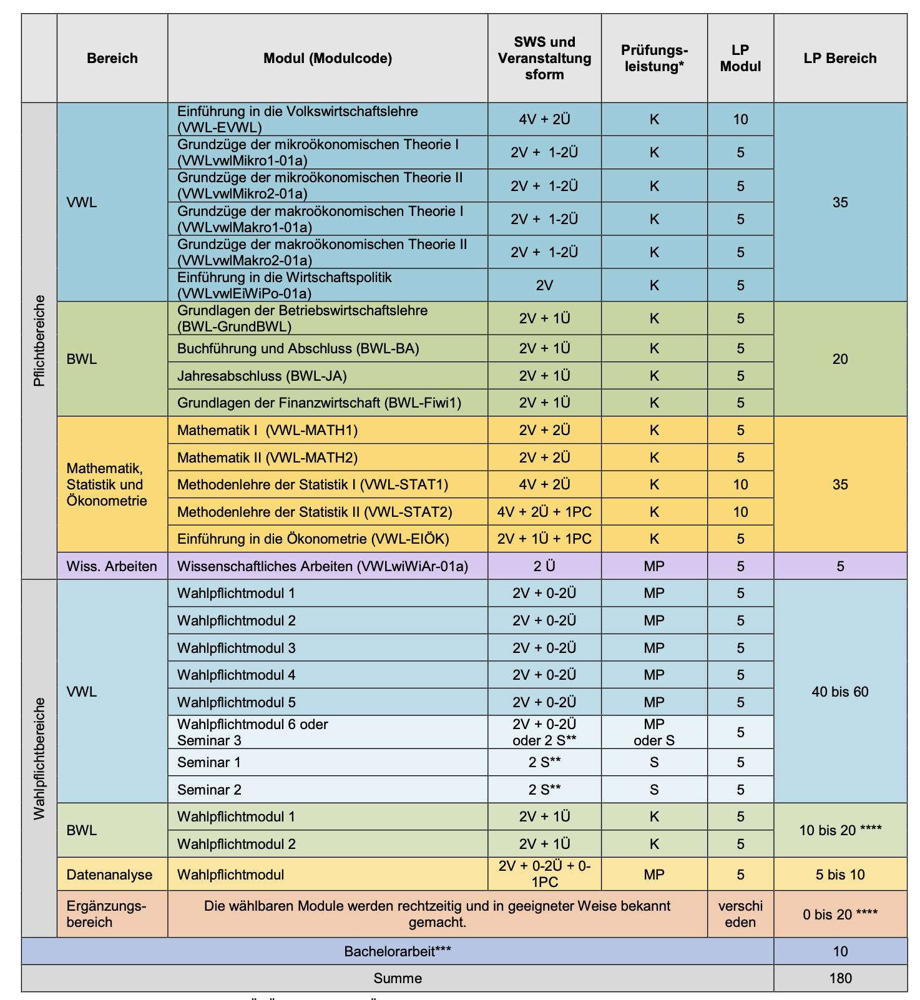 Bereich
Modul (Modulcode)
SWS und
Veranstaltung
sform
Prüfungs-
leistung*
LP
Modul
LP Bereich
Pflichtbereiche
VWL
Einführung in die Volkswirtschaftslehre
(VWL-EVWL)
4V + 2Ü
K
10
35
Grundzüge der mikroökonomischen Theorie I
(VWLvwlMikro1-01a)
2V + 1-2Ü
K
5
Grundzüge der mikroökonomischen Theorie II
(VWLvwlMikro2-01a)
2V + 1-2Ü
K
5
Grundzüge der makroökonomischen Theorie I
(VWLvwlMakro1-01a)
2V + 1-2Ü
K
5
Grundzüge der makroökonomischen Theorie II
(VWLvwlMakro2-01a)
2V + 1-2Ü
K
5
Einführung in die Wirtschaftspolitik
(VWLvwlEiWiPo-01a)
2V
K
5
BWL
Grundlagen der Betriebswirtschaftslehre
(BWL-GrundBWL)
2V + 1Ü
K
5
20
Buchführung und Abschluss (BWL-BA)
2V + 1Ü
K
5
Jahresabschluss (BWL-JA)
2V + 1Ü
K
5
Grundlagen der Finanzwirtschaft (BWL-Fiwi1)
2V + 1Ü
K
5
Mathematik,
Statistik und
Ökonometrie
Mathematik I (VWL-MATH1)
2V + 2Ü
K
5
35
Mathematik II (VWL-MATH2)
2V + 2Ü
K
5
Methodenlehre der Statistik I (VWL-STAT1)
4V + 2Ü
K
10
Methodenlehre der Statistik II (VWL-STAT2)
4V + 2Ü + 1PC
K
10
Einführung in die Ökonometrie (VWL-EIÖK)
2V + 1Ü + 1PC
K
5
Wiss. Arbeiten
Wissenschaftliches Arbeiten (VWLwiWiAr-01a)
2 Ü
MP
5
5
Wahlpflichtbereiche
VWL
Wahlpflichtmodul 1
2V + 0-2Ü
MP
5
40 bis 60
Wahlpflichtmodul 2
2V + 0-2Ü
MP
5
Wahlpflichtmodul 3
2V + 0-2Ü
MP
5
Wahlpflichtmodul 4
2V + 0-2Ü
MP
5
Wahlpflichtmodul 5
2V + 0-2Ü
MP
5
Wahlpflichtmodul 6 oder
Seminar 3
2V + 0-2Ü
oder 2 S**
MP
oder S
5
Seminar 1
2 S**
S
5
Seminar 2
2 S**
S
5
BWL
Wahlpflichtmodul 1
2V + 1Ü
K
5
10 bis 20 ****
Wahlpflichtmodul 2
2V + 1Ü
K
5
Datenanalyse
Wahlpflichtmodul
2V + 0-2Ü + 0-
1PC
MP
5
5 bis 10
Ergänzungs-
bereich
Die wählbaren Module werden rechtzeitig und in geeigneter Weise bekannt
gemacht.
verschi
eden
0 bis 20 ****
Bachelorarbeit***
10
Summe
180